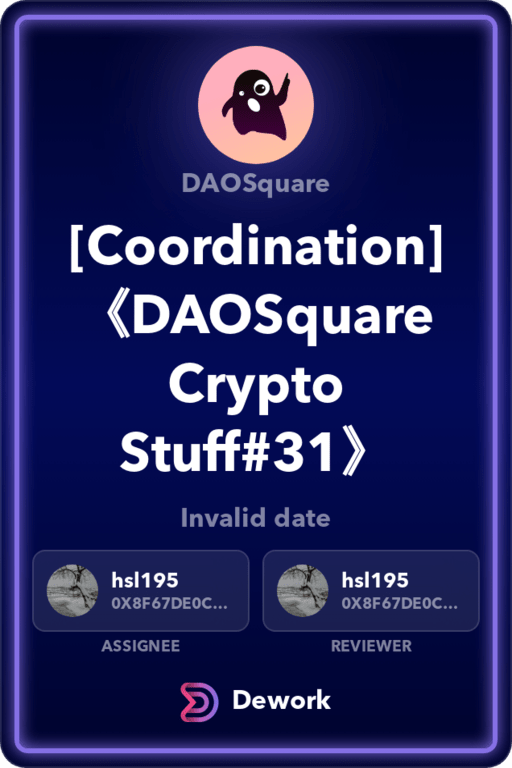 DAOSquare
[Coordination]
《DAOSquare
Crypto
Stuff#31》
Invalid date
hsl195
0X8F67DE0C...
hsl195
0X8F67DE0C...
ASSIGNEE
REVIEWER
Dework